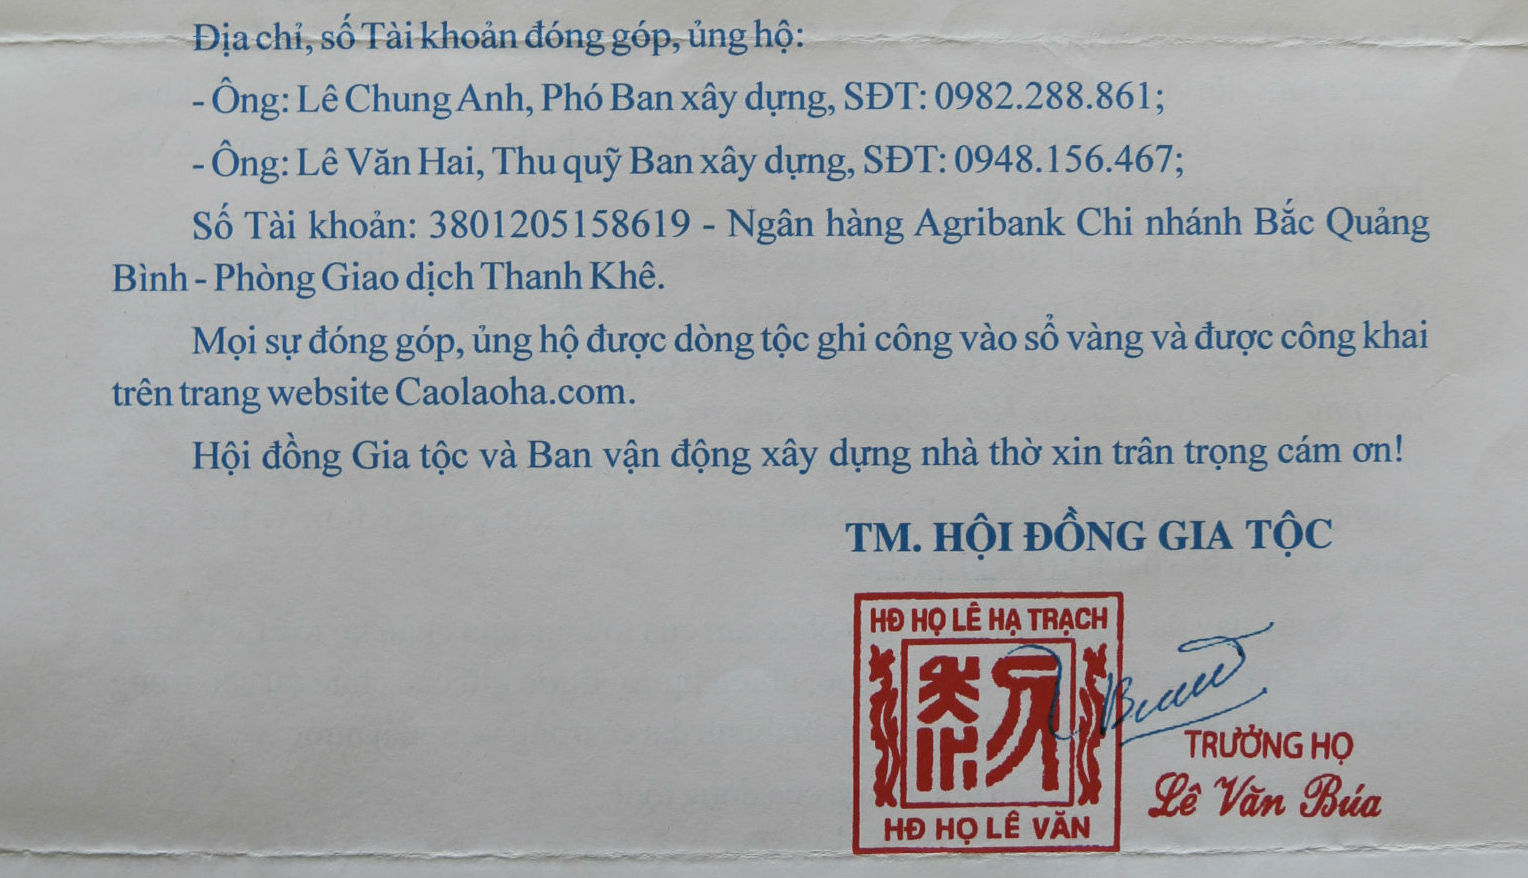 Địa chỉ, số Tài khoản đóng góp, ủng hộ:
- Ông: Lê Chung Anh, Phó Ban xây dựng, SĐT: 0982.288.861;
- Ông: Lê Văn Hai, Thu quỹ Ban xây dựng, SĐT: 0948.156.467;
Số Tài khoản: 3801205158619 - Ngân hàng Agribank Chi nhánh Bắc Quảng
Bình - Phòng Giao dịch Thanh Khê.
Mọi sự đóng góp, ủng hộ được dòng tộc ghi công vào sổ vàng và được công khai
trên trang website Caolaoha.com.
Hội đồng Gia tộc và Ban vận động xây dựng nhà thờ xin trân trọng cám ơn!
TM. HỘI ĐỒNG GIA TỘC
HĐ HỌ LÊ HẠ TRẠCH
HĐ HỌ LÊ VĂN
TRƯỞNG HỌ
Lê Văn Búa